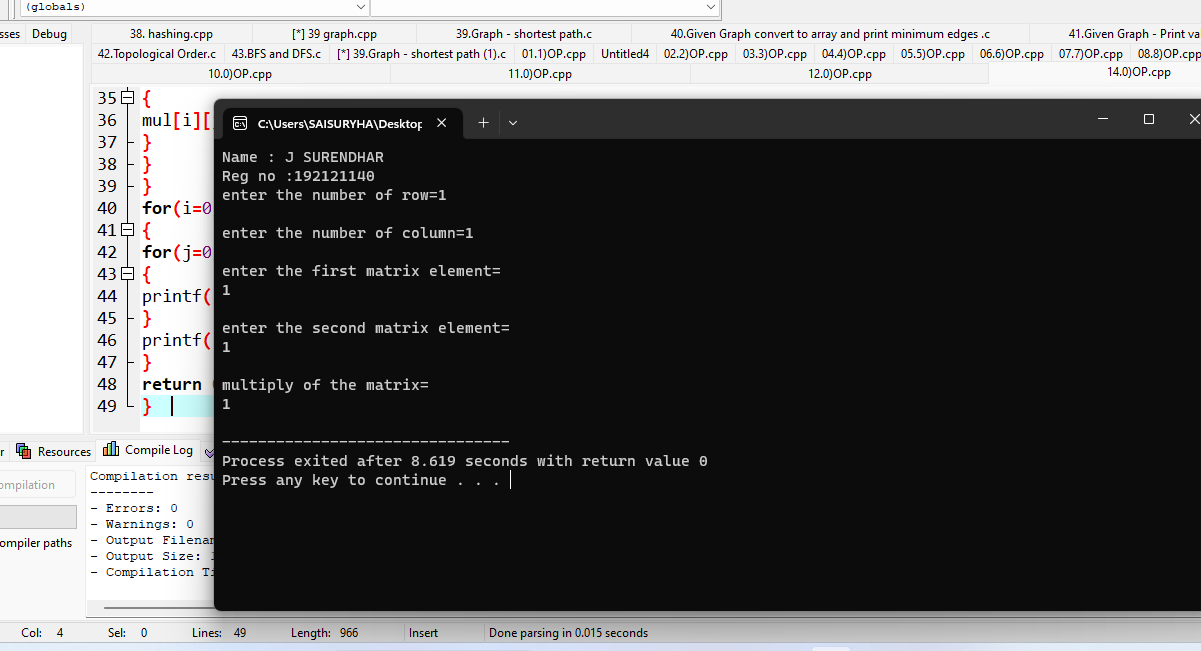 (globals)
sses Debug
38. hashing.cpp [*] 39 graph.cpp 39.Graph - shortest path.c 40.Given Graph convert to array and print minimum edges .c 41.Given Graph - Print va
42.Topological Order.c 43.BFS and DFS.c [*] 39.Graph - shortest path (1).c 01.1)OP.cpp Untitled4 02.2)OP.cpp 03.3)OP.cpp 04.4)OP.cpp 05.5)OP.cpp 06.6)OP.cpp 07.7)OP.cpp 08.8)OP.cpp
10.0)OP.cpp 11.0)OP.cpp 12.0)OP.cpp 14.0)OP.cpp
35 {
36 mul[i][
37 }
38 }
39 }
40 for(i=0
41 {
42 for(j=0
43 {
44 printf(
45 }
46 printf(
47 }
48 return
49 }
C:\Users\SAISURYHA\Desktop
Name : J SURENDHAR
Reg no :192121140
enter the number of row=1
enter the number of column=1
enter the first matrix element=
1
enter the second matrix element=
1
multiply of the matrix=
1
--------------------------------
Process exited after 8.619 seconds with return value 0
Press any key to continue . . .
r Resources Compile Log
ompilation
ompiler paths
Compilation resu
--------
- Errors: 0
- Warnings: 0
- Output Filenam
- Output Size: 1
- Compilation Ti
Col: 4 Sel: 0 Lines: 49 Length: 966 Insert Done parsing in 0.015 seconds